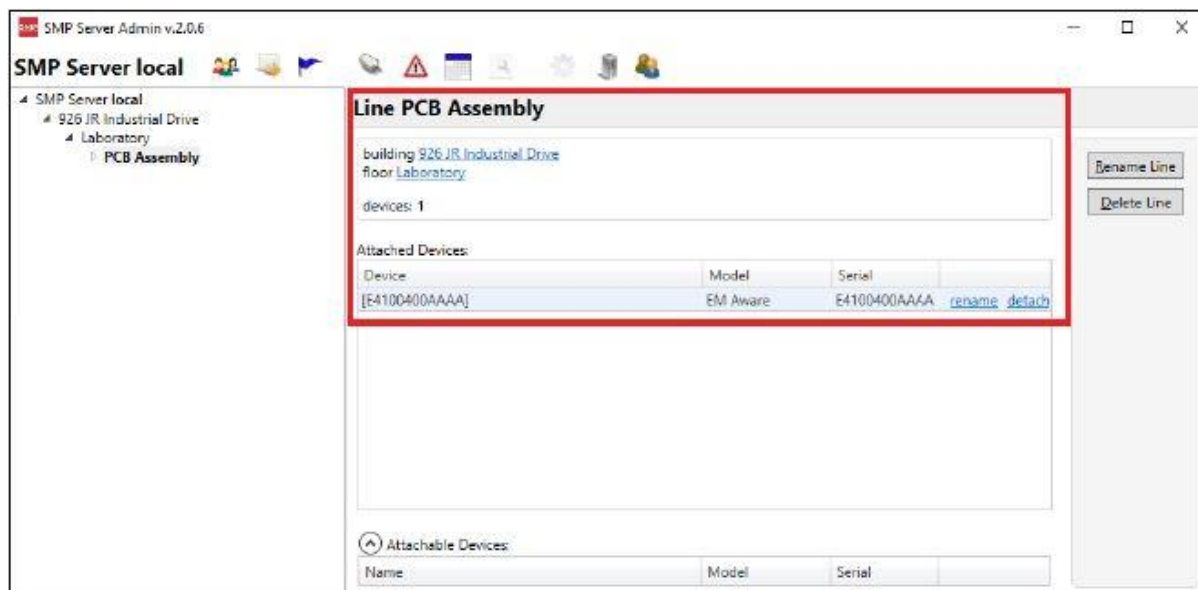 SMP Server Admin v.2.0.6
SMP Server local
SMP Server local
926 JR Industrial Drive
Laboratory
PCB Assembly
Line PCB Assembly
building 926 JR Industrial Drive
floor Laboratory
devices: 1
Rename Line
Delete Line
Attached Devices:
Device Model Serial
[E4100400AAAA] EM Aware E4100400AAAA rename detach
Attachable Devices:
Name Model Serial